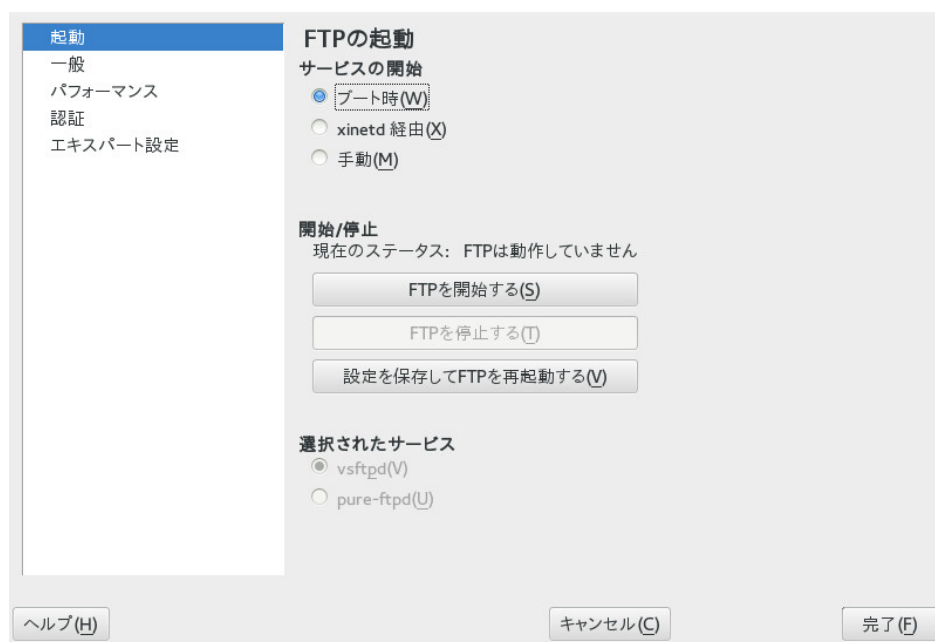 起動
一般
パフォーマンス
認証
エキスパート設定
FTPの起動
サービスの開始
ブート時(W)
xinetd 経由(X)
手動(M)
開始/停止
現在のステータス: FTPは動作していません
FTPを開始する(S)
FTPを停止する(T)
設定を保存してFTPを再起動する(V)
選択されたサービス
vsftpd(V)
pure-ftpd(U)
ヘルプ(H)
キャンセル(C)
完了(F)